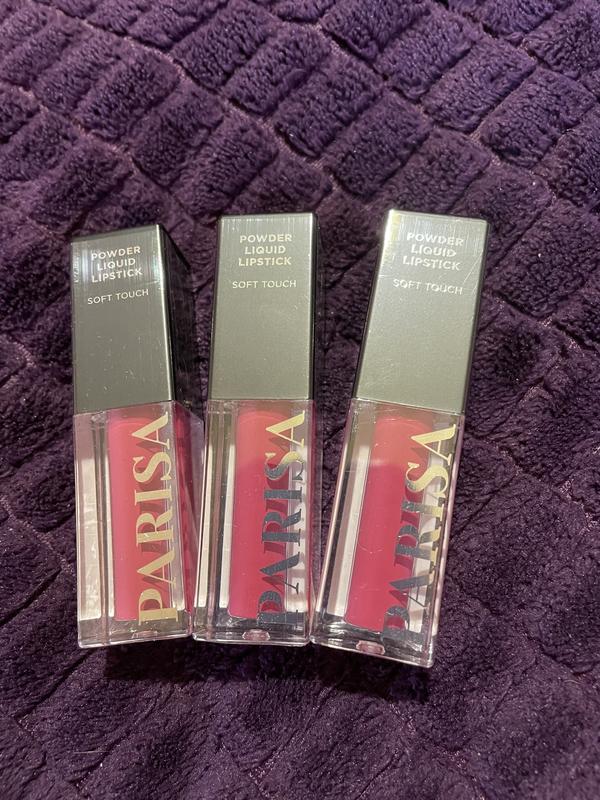 POWDER
LIQUID
LIPSTICK
SOFT TOUCH
PARISA
POWDER
LIQUID
LIPSTICK
SOFT TOUCH
PARISA
POWDER
LIQUID
LIPSTICK
SOFT TOUCH
PARISA